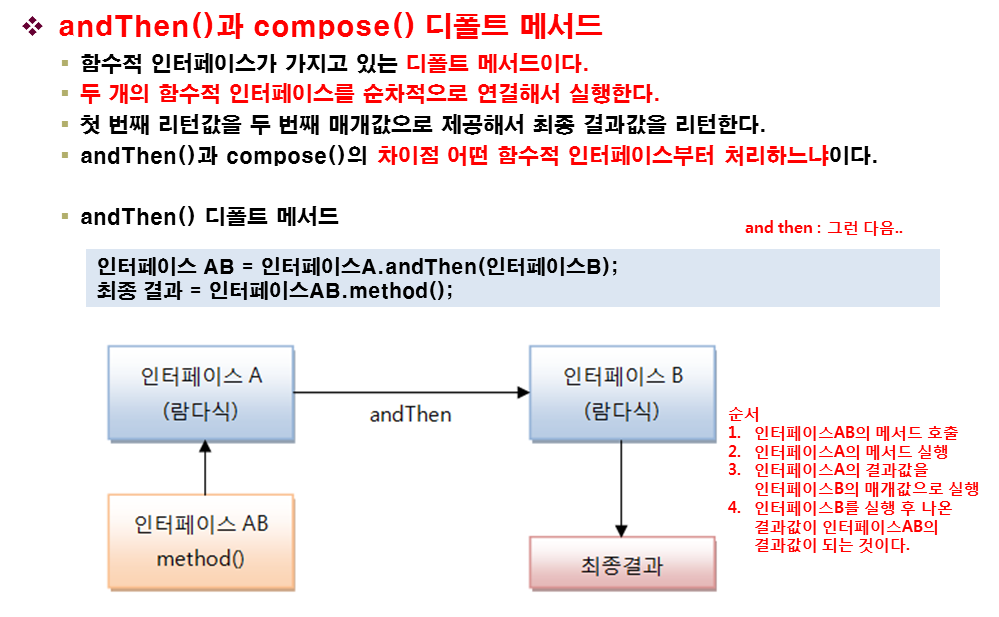 ❖ andThen()과 compose() 디폴트 메서드
▪ 함수적 인터페이스가 가지고 있는 디폴트 메서드이다.
▪ 두 개의 함수적 인터페이스를 순차적으로 연결해서 실행한다.
▪ 첫 번째 리턴값을 두 번째 매개값으로 제공해서 최종 결과값을 리턴한다.
▪ andThen()과 compose()의 차이점 어떤 함수적 인터페이스부터 처리하느냐이다.
▪ andThen() 디폴트 메서드
and then : 그런 다음..
인터페이스 AB = 인터페이스A.andThen(인터페이스B);
최종 결과 = 인터페이스AB.method();
인터페이스 A
(람다식)
andThen
인터페이스 B
(람다식)
인터페이스 AB
method()
최종결과
순서
1. 인터페이스AB의 메서드 호출
2. 인터페이스A의 메서드 실행
3. 인터페이스A의 결과값을
인터페이스B의 매개값으로 실행
4. 인터페이스B를 실행 후 나온
결과값이 인터페이스AB의
결과값이 되는 것이다.